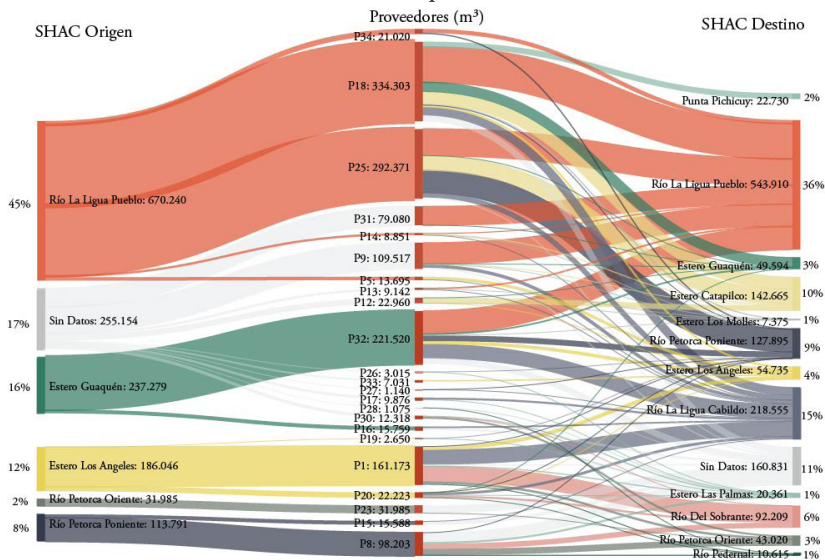 Proveedores (m³)
SHAC Origen
SHAC Destino
P34: 21.020
P18: 334.303
P25: 292.371
P31: 79.080
P14: 8.851
P9: 109.517
P5: 13.695
P13: 9.142
P12: 22.960
P32: 221.520
P26: 3.015
P33: 7.031
P27: 1.140
P17: 9.876
P28: 1.075
P30: 12.318
P16: 15.759
P19: 2.650
P1: 161.173
P20: 22.223
P23: 31.985
P15: 15.588
P8: 98.203
45%
Río La Ligua Pueblo: 670.240
17%
Sin Datos: 255.154
16%
Estero Guaquén: 237.279
12%
Estero Los Angeles: 186.046
2%
Río Petorca Oriente: 31.985
8%
Río Petorca Poniente: 113.791
Punta Pichicuy: 22.730
2%
Río La Ligua Pueblo: 543.910
36%
Estero Guaquén: 49.594
3%
Estero Catapilco: 142.665
10%
Estero Los Molles: 7.375
1%
Río Petorca Poniente: 127.895
9%
Estero Los Angeles: 54.735
4%
Río La Ligua Cabildo: 218.555
15%
Sin Datos: 160.831
11%
Estero Las Palmas: 20.361
1%
Río Del Sobrante: 92.209
6%
Río Petorca Oriente: 43.020
3%
Río Pedernal: 10.615
1%